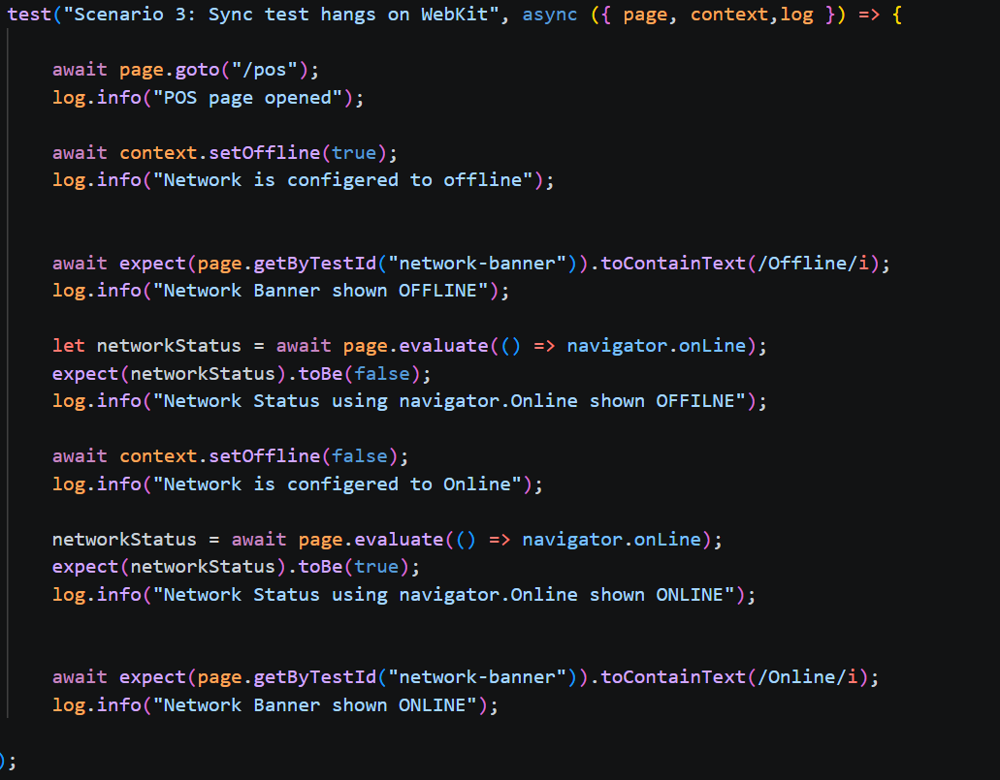 test("Scenario 3: Sync test hangs on WebKit", async ({ page, context,log }) => {
await page.goto("/pos");
log.info("POS page opened");
await context.setOffline(true);
log.info("Network is configered to offline");
await expect(page.getByTestId("network-banner")).toContainText(/Offline/i);
log.info("Network Banner shown OFFLINE");
let networkStatus = await page.evaluate(() => navigator.onLine);
expect(networkStatus).toBe(false);
log.info("Network Status using navigator.Online shown OFFILNE");
await context.setOffline(false);
log.info("Network is configered to Online");
networkStatus = await page.evaluate(() => navigator.onLine);
expect(networkStatus).toBe(true);
log.info("Network Status using navigator.Online shown ONLINE");
await expect(page.getByTestId("network-banner")).toContainText(/Online/i);
log.info("Network Banner shown ONLINE");
);